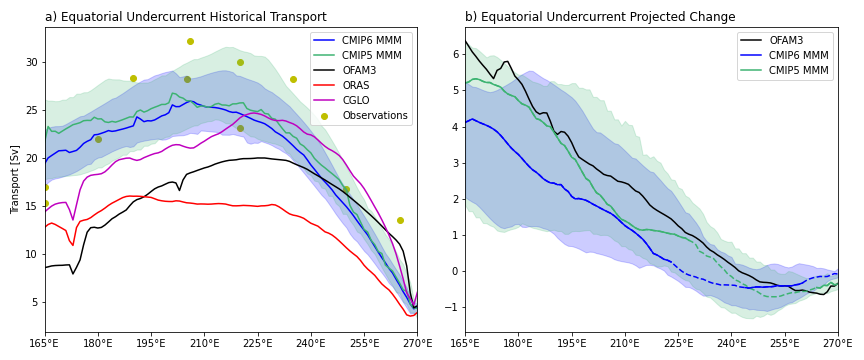 a) Equatorial Undercurrent Historical Transport
Transport [Sv]
30
25
20
15
10
5
165°E 180°E 195°E 210°E 225°E 240°E 255°E 270°E
CMIP6 MMM
CMIP5 MMM
OFAM3
ORAS
CGLO
Observations
b) Equatorial Undercurrent Projected Change
6
5
4
3
2
1
0
−1
165°E 180°E 195°E 210°E 225°E 240°E 255°E 270°E
OFAM3
CMIP6 MMM
CMIP5 MMM